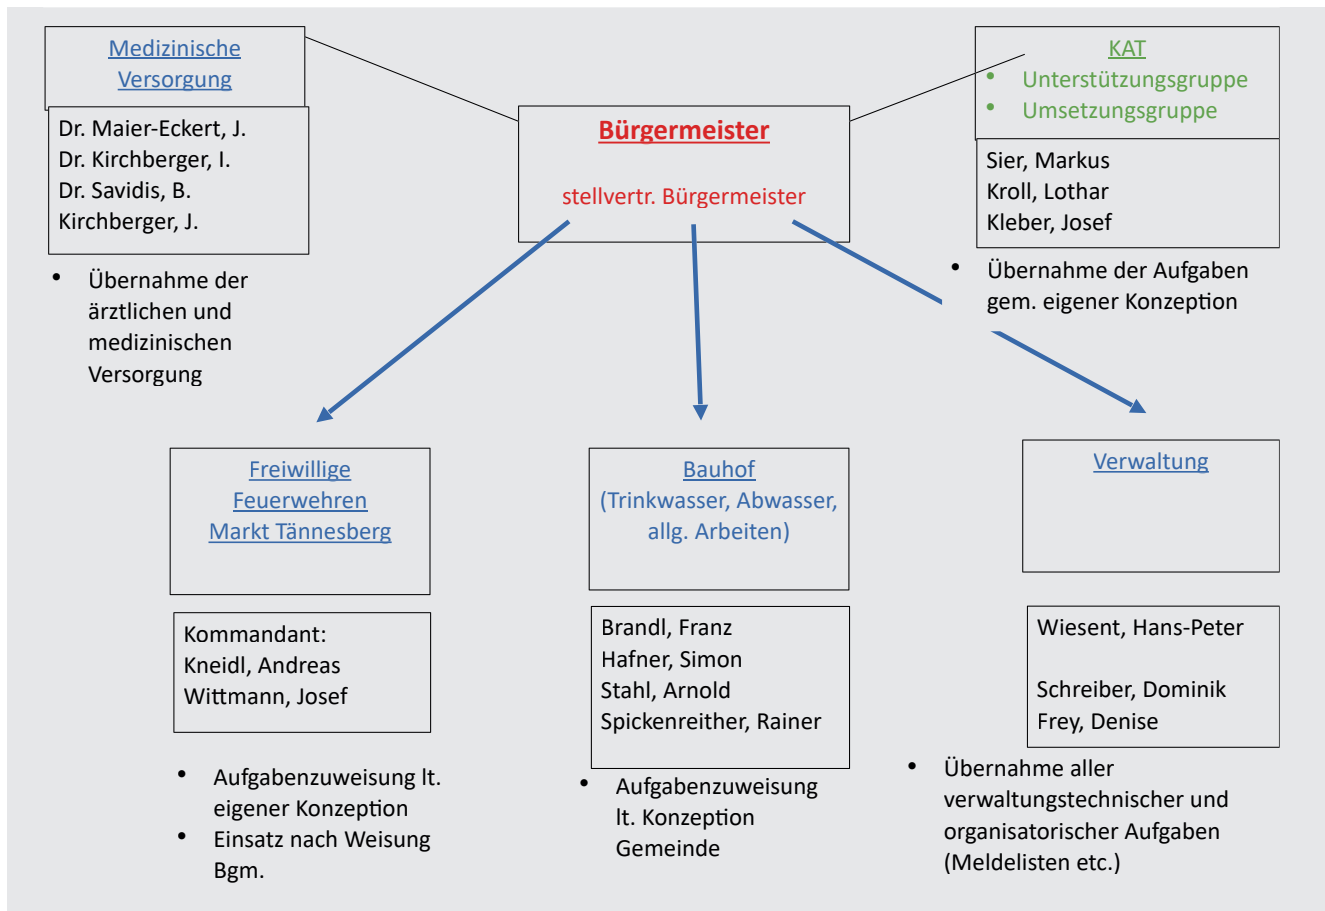 Medizinische
Versorgung
Dr. Maier-Eckert, J.
Dr. Kirchberger, I.
Dr. Savidis, B.
Kirchberger, J.
• Übernahme der
ärztlichen und
medizinischen
Versorgung
Bürgermeister
stellvertr. Bürgermeister
KAT
• Unterstützungsgruppe
• Umsetzungsgruppe
Sier, Markus
Kroll, Lothar
Kleber, Josef
• Übernahme der Aufgaben
gem. eigener Konzeption
Freiwillige
Feuerwehren
Markt Tännesberg
Kommandant:
Kneidl, Andreas
Wittmann, Josef
• Aufgabenzuweisung lt.
eigener Konzeption
• Einsatz nach Weisung
Bgm.
Bauhof
(Trinkwasser, Abwasser,
allg. Arbeiten)
Brandl, Franz
Hafner, Simon
Stahl, Arnold
Spickenreither, Rainer
• Aufgabenzuweisung
lt. Konzeption
Gemeinde
Verwaltung
Wiesent, Hans-Peter
Schreiber, Dominik
Frey, Denise
• Übernahme aller
verwaltungstechnischer und
organisatorischer Aufgaben
(Meldelisten etc.)